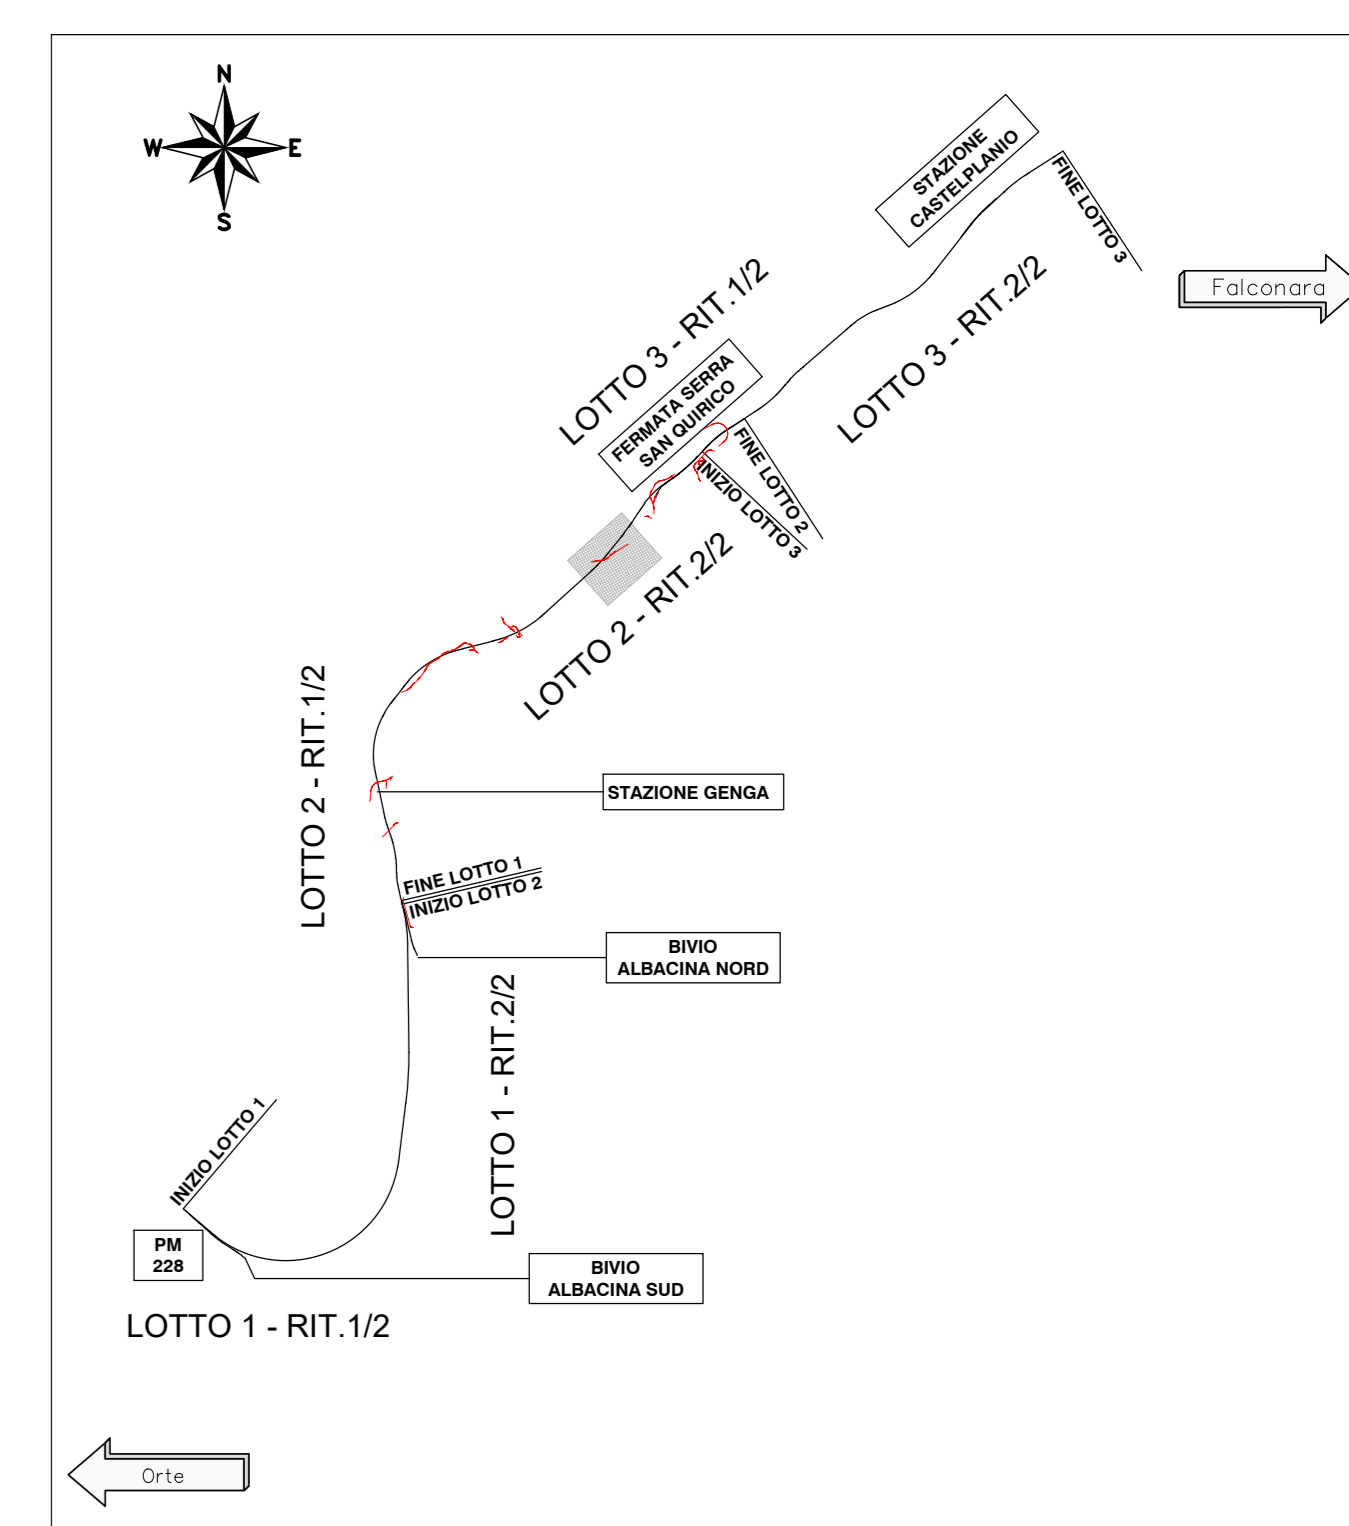 N
W
E
S
STAZIONE
CASTELPLANIO
FINE LOTTO 3
Falconara
LOTTO 3 - RIT.1/2
LOTTO 3 - RIT.2/2
FERMATA SERRA
SAN QUIRICO
FINE LOTTO 2
INIZIO LOTTO 3
LOTTO 2 - RIT.2/2
LOTTO 2 - RIT.1/2
STAZIONE GENGA
FINE LOTTO 1
INIZIO LOTTO 2
BIVIO
ALBACINA NORD
LOTTO 1 - RIT.2/2
INIZIO LOTTO 1
PM
228
BIVIO
ALBACINA SUD
LOTTO 1 - RIT.1/2
Orte